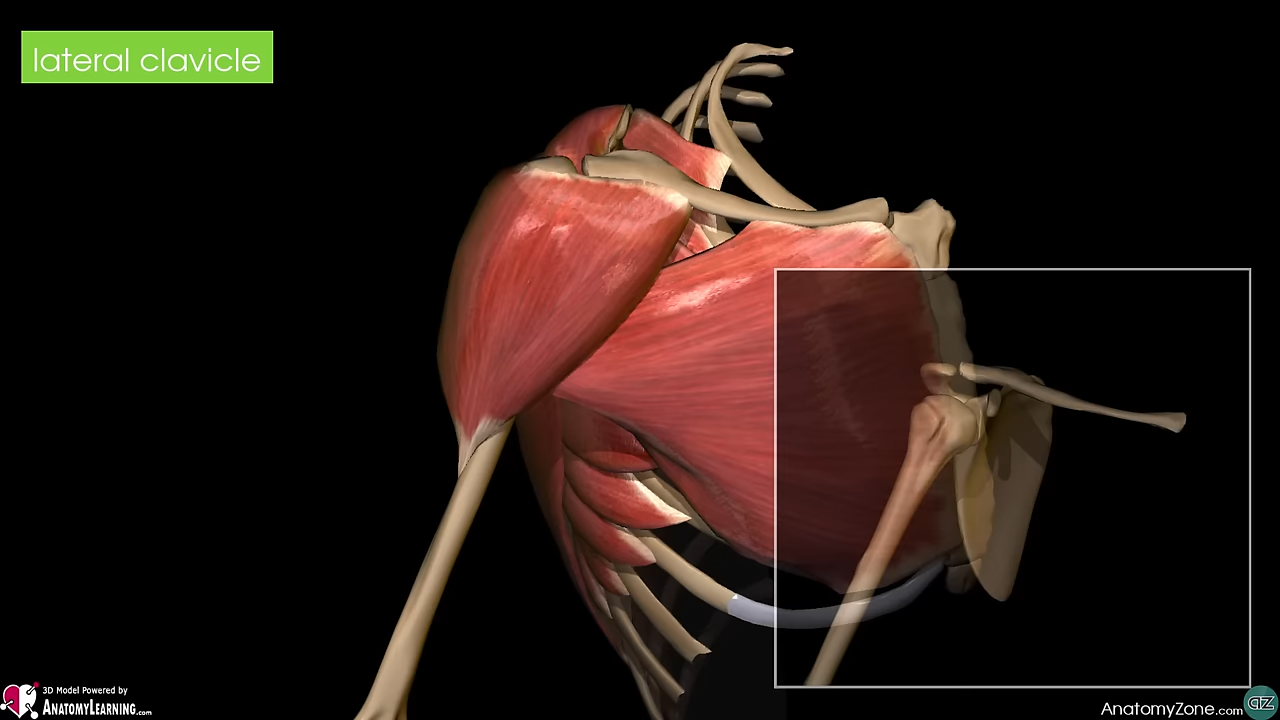 lateral clavicle
3D Model Powered by
AnatomyLearning.com
AnatomyZone.com AZ